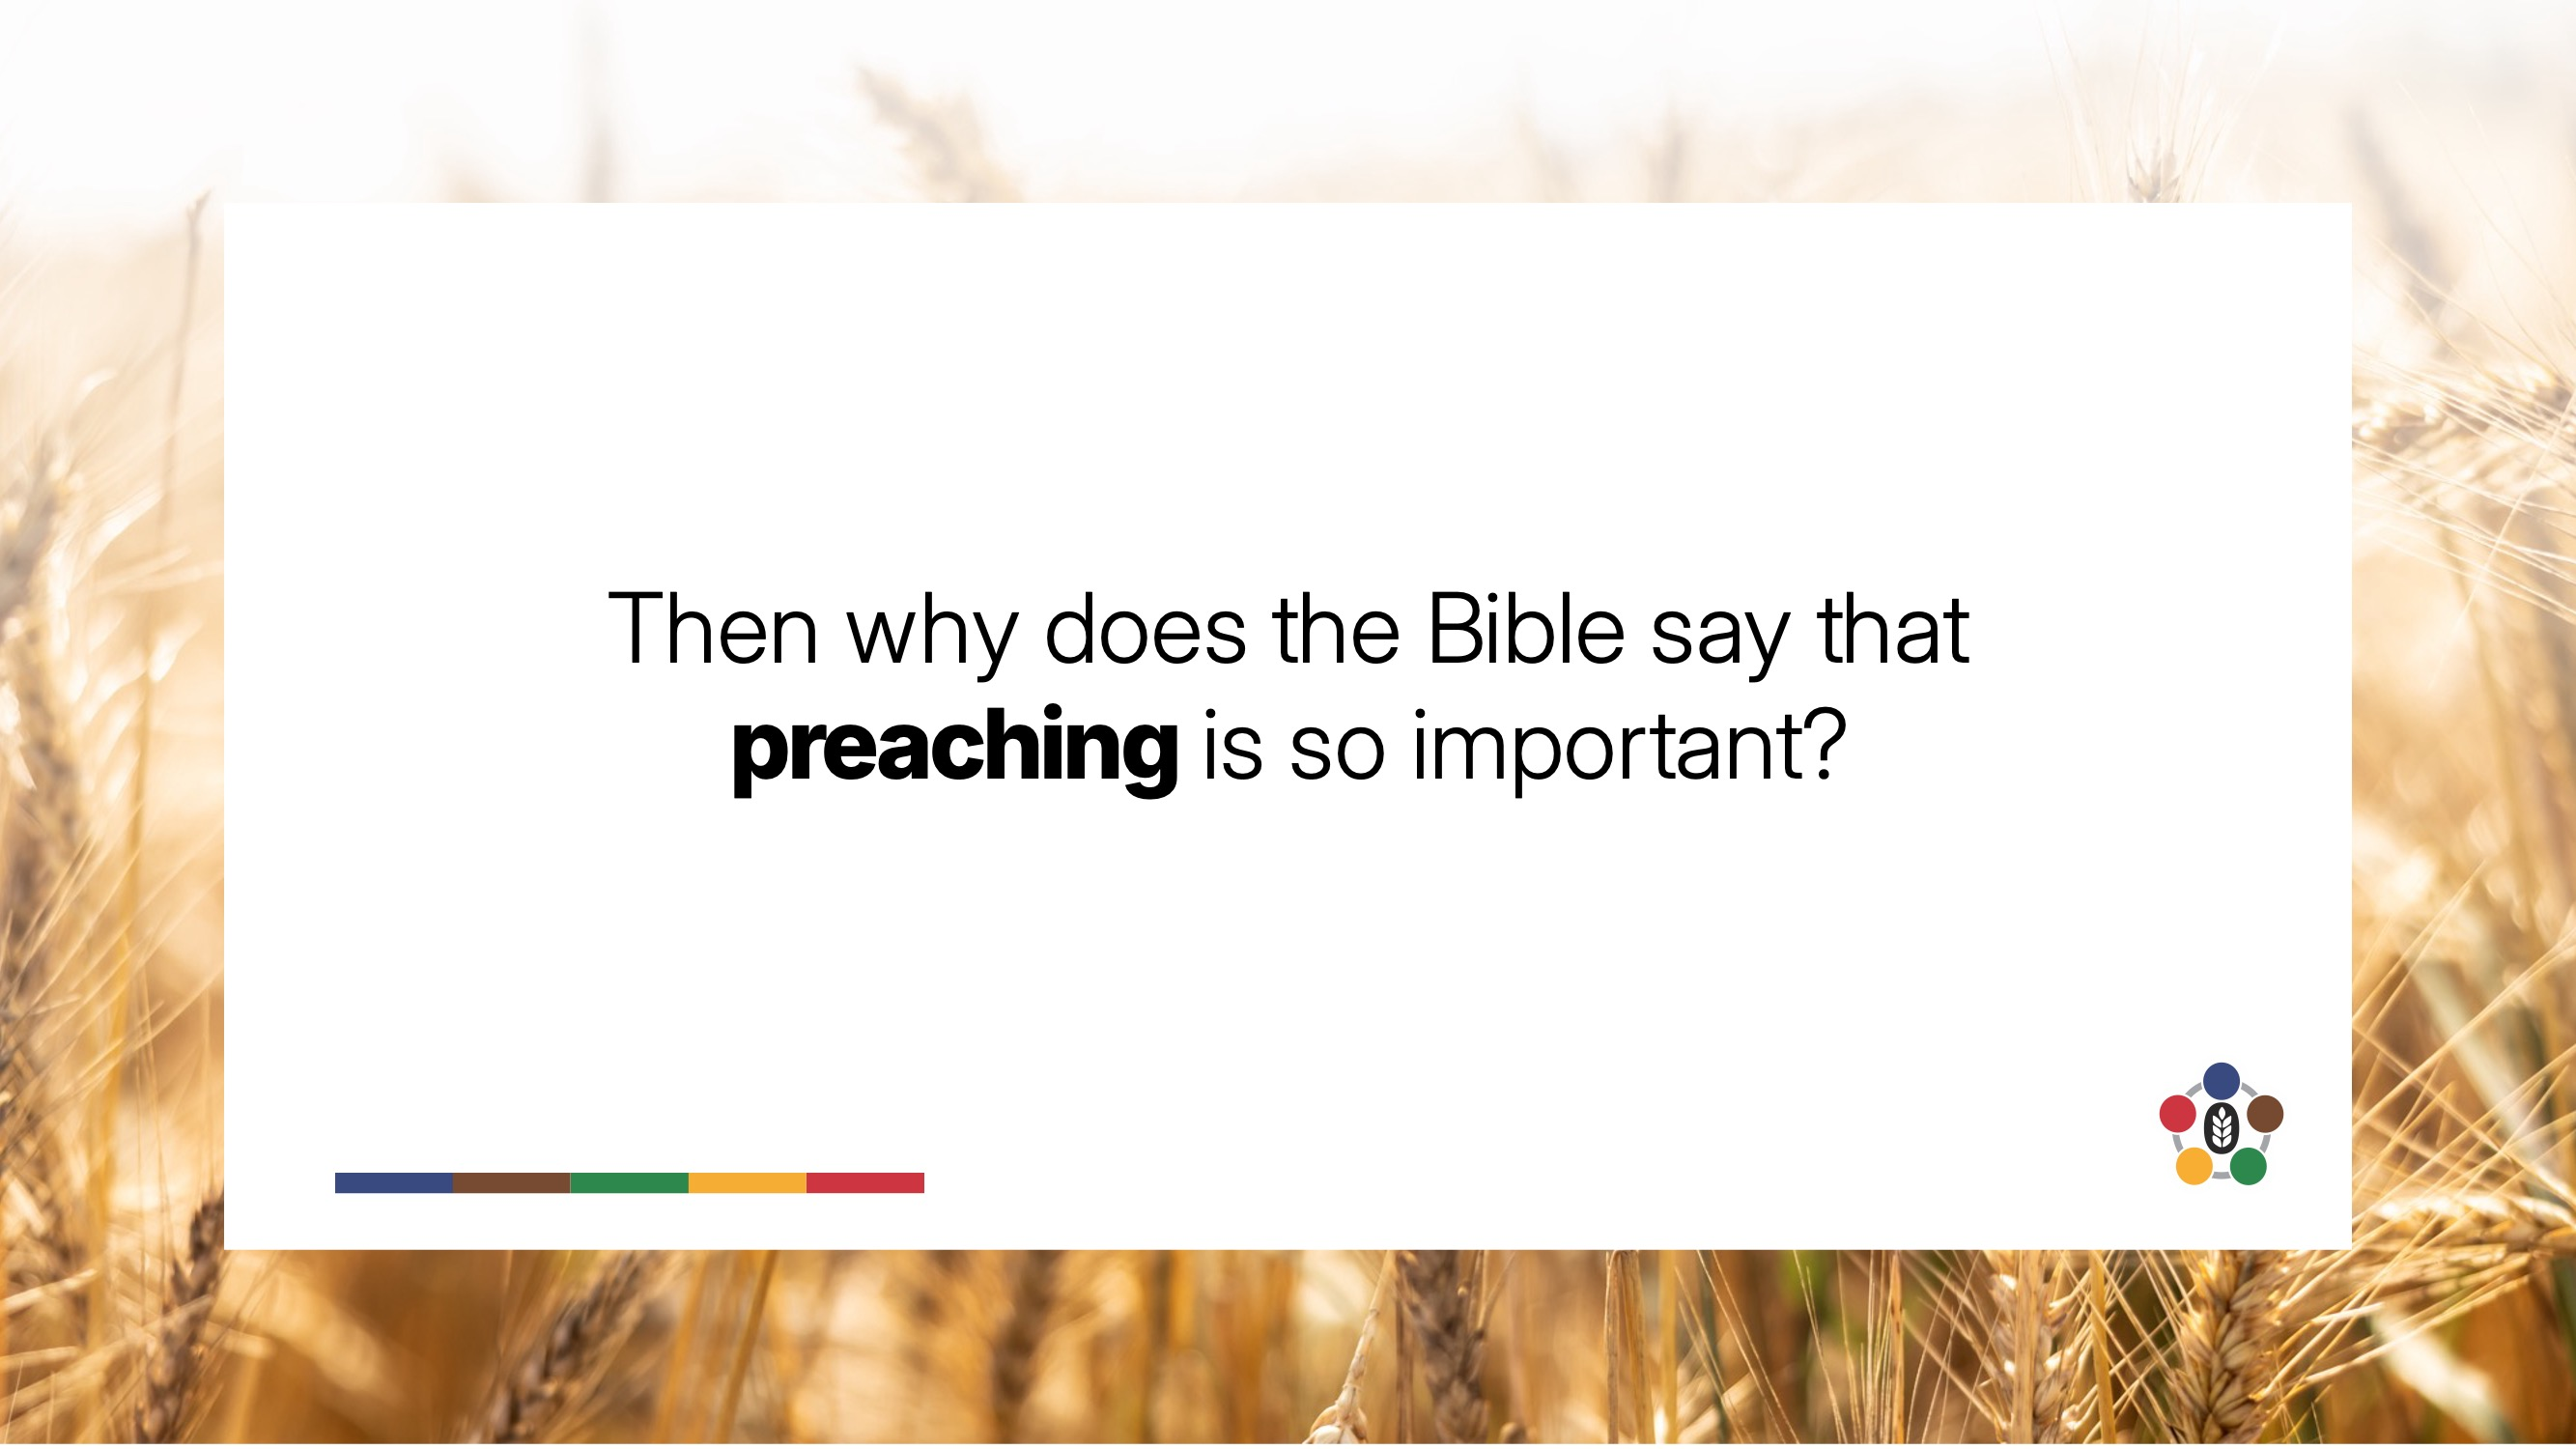 Then why does the Bible say that
preaching is so important?